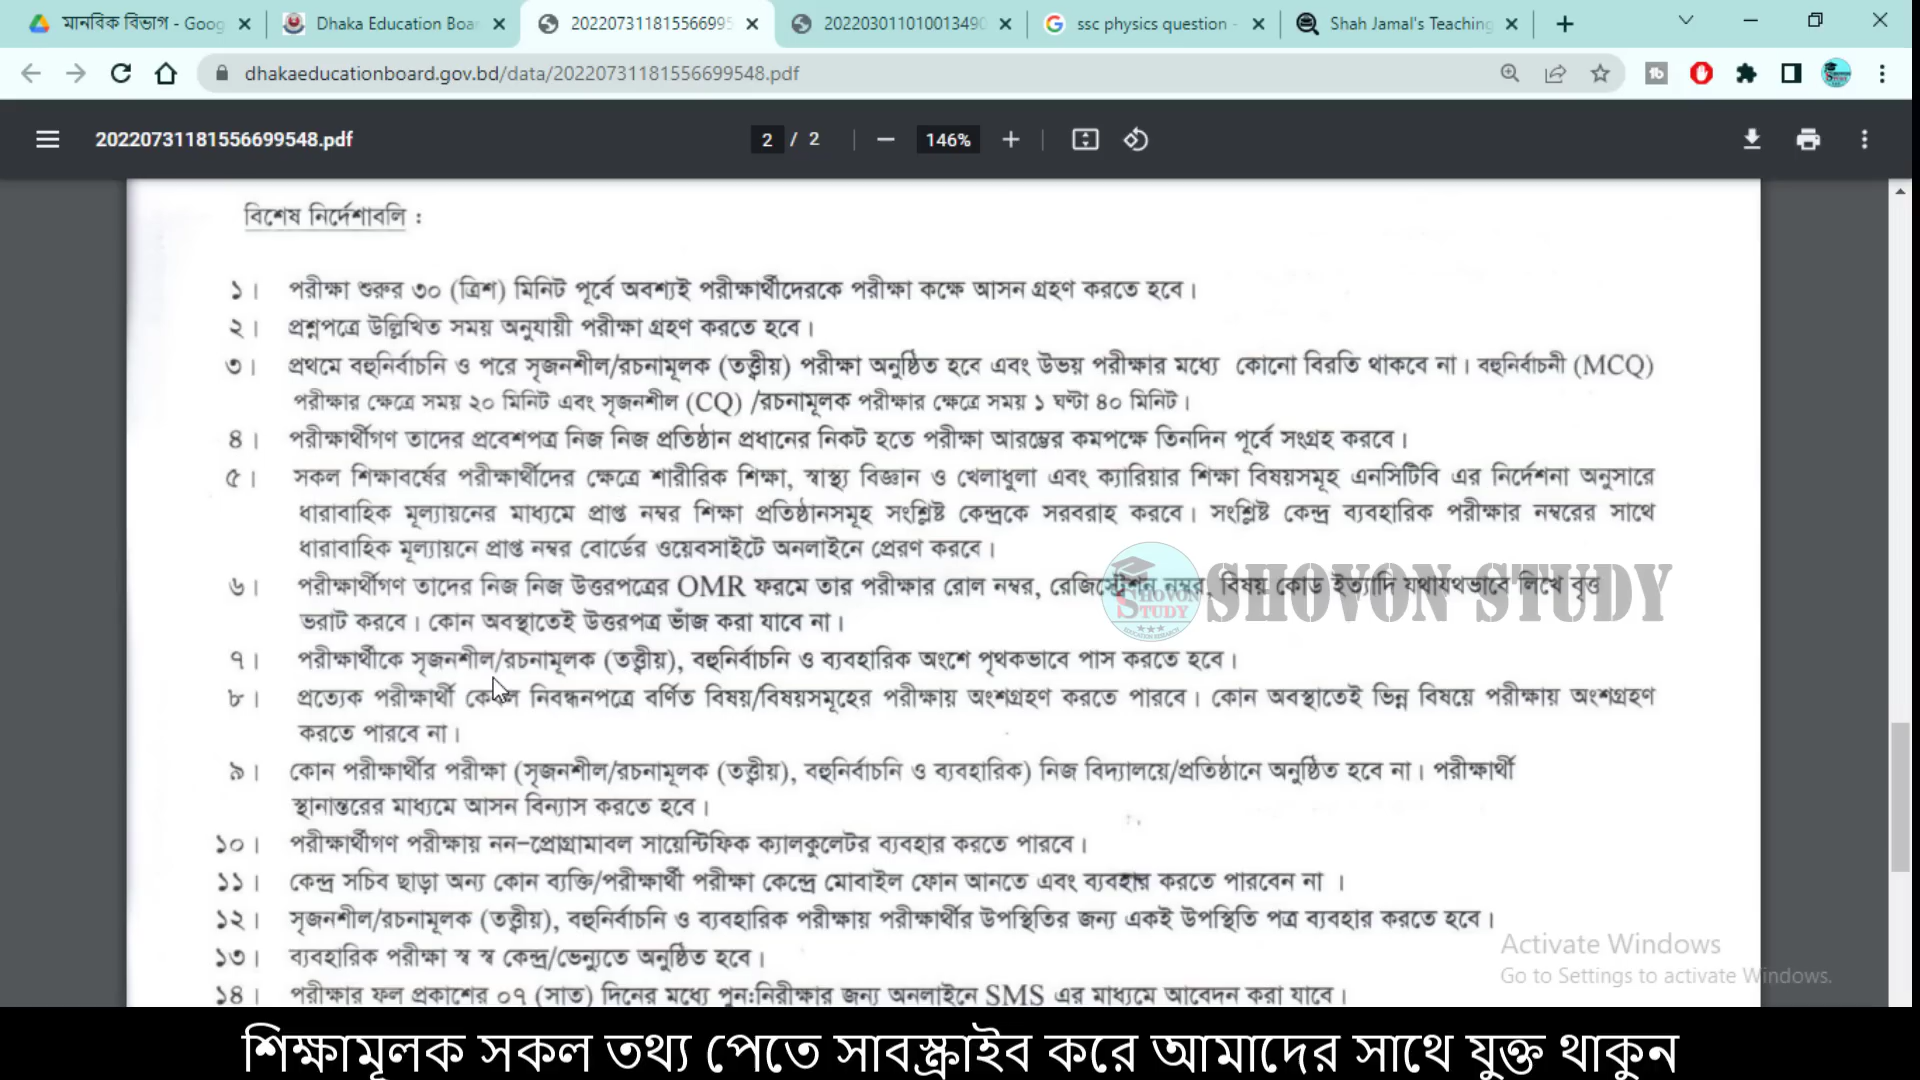 মানবিক বিভাগ - Goog
Dhaka Education Boa
2022073118155669995
20220301101001349
ssc physics question -
Shah Jamal's Teaching
dhakaeducationboard.gov.bd/data/20220731181556699548.pdf
20220731181556699548.pdf
2 / 2
146%
বিশেষ নির্দেশাবলি :
১। পরীক্ষা শুরুর ৩০ (ত্রিশ) মিনিট পূর্বে অবশ্যই পরীক্ষার্থীদেরকে পরীক্ষা কক্ষে আসন গ্রহণ করতে হবে।
২। প্রশ্নপত্রে উল্লিখিত সময় অনুযায়ী পরীক্ষা গ্রহণ করতে হবে।
৩। প্রথমে বহুনির্বাচনি ও পরে সৃজনশীল/রচনামূলক (তত্ত্বীয়) পরীক্ষা অনুষ্ঠিত হবে এবং উভয় পরীক্ষার মধ্যে কোনো বিরতি থাকবে না। বহুনির্বাচনী (MCQ)
পরীক্ষার ক্ষেত্রে সময় ২০ মিনিট এবং সৃজনশীল (CQ) /রচনামূলক পরীক্ষার ক্ষেত্রে সময় ১ ঘণ্টা ৪০ মিনিট।
৪। পরীক্ষার্থীগণ তাদের প্রবেশপত্র নিজ নিজ প্রতিষ্ঠান প্রধানের নিকট হতে পরীক্ষা আরম্ভের কমপক্ষে তিনদিন পূর্বে সংগ্রহ করবে।
৫। সকল শিক্ষাবর্ষের পরীক্ষার্থীদের ক্ষেত্রে শারীরিক শিক্ষা, স্বাস্থ্য বিজ্ঞান ও খেলাধুলা এবং ক্যারিয়ার শিক্ষা বিষয়সমূহ এনসিটিবি এর নির্দেশনা অনুসারে
ধারাবাহিক মূল্যায়নের মাধ্যমে প্রাপ্ত নম্বর শিক্ষা প্রতিষ্ঠানসমূহ সংশ্লিষ্ট কেন্দ্রকে সরবরাহ করবে। সংশ্লিষ্ট কেন্দ্র ব্যবহারিক পরীক্ষার নম্বরের সাথে
ধারাবাহিক মূল্যায়নে প্রাপ্ত নম্বর বোর্ডের ওয়েবসাইটে অনলাইনে প্রেরণ করবে।
৬। পরীক্ষার্থীগণ তাদের নিজ নিজ উত্তরপত্রের OMR ফরমে তার পরীক্ষার রোল নম্বর, রেজিস্ট্রেশন নম্বর, বিষয় কোড ইত্যাদি যথাযথভাবে লিখে বৃত্ত
SHOVON STUDY
ভরাট করবে। কোন অবস্থাতেই উত্তরপত্র ভাঁজ করা যাবে না।
৭। পরীক্ষার্থীকে সৃজনশীল/রচনামূলক (তত্ত্বীয়), বহুনির্বাচনি ও ব্যবহারিক অংশে পৃথকভাবে পাস করতে হবে।
৮। প্রত্যেক পরীক্ষার্থী কেবল নিবন্ধনপত্রে বর্ণিত বিষয়/বিষয়সমূহের পরীক্ষায় অংশগ্রহণ করতে পারবে। কোন অবস্থাতেই ভিন্ন বিষয়ে পরীক্ষায় অংশগ্রহণ
করতে পারবে না।
৯। কোন পরীক্ষার্থীর পরীক্ষা (সৃজনশীল/রচনামূলক (তত্ত্বীয়), বহুনির্বাচনি ও ব্যবহারিক) নিজ বিদ্যালয়ে/প্রতিষ্ঠানে অনুষ্ঠিত হবে না। পরীক্ষার্থী
স্থানান্তরের মাধ্যমে আসন বিন্যাস করতে হবে।
১০। পরীক্ষার্থীগণ পরীক্ষায় নন-প্রোগ্রামাবল সায়েন্টিফিক ক্যালকুলেটর ব্যবহার করতে পারবে।
১১। কেন্দ্র সচিব ছাড়া অন্য কোন ব্যক্তি/পরীক্ষার্থী পরীক্ষা কেন্দ্রে মোবাইল ফোন আনতে এবং ব্যবহার করতে পারবেন না ।
১২। সৃজনশীল/রচনামূলক (তত্ত্বীয়), বহুনির্বাচনি ও ব্যবহারিক পরীক্ষায় পরীক্ষার্থীর উপস্থিতির জন্য একই উপস্থিতি পত্র ব্যবহার করতে হবে।
১৩। ব্যবহারিক পরীক্ষা স্ব স্ব কেন্দ্র/ভেন্যুতে অনুষ্ঠিত হবে।
Activate Windows
Go to Settings to activate Windows.
১৪। পরীক্ষার ফল প্রকাশের ০৭ (সাত) দিনের মধ্যে পুনঃনিরীক্ষার জন্য অনলাইনে SMS এর মাধ্যমে আবেদন করা যাবে।
শিক্ষামূলক সকল তথ্য পেতে সাবস্ক্রাইব করে আমাদের সাথে যুক্ত থাকুন